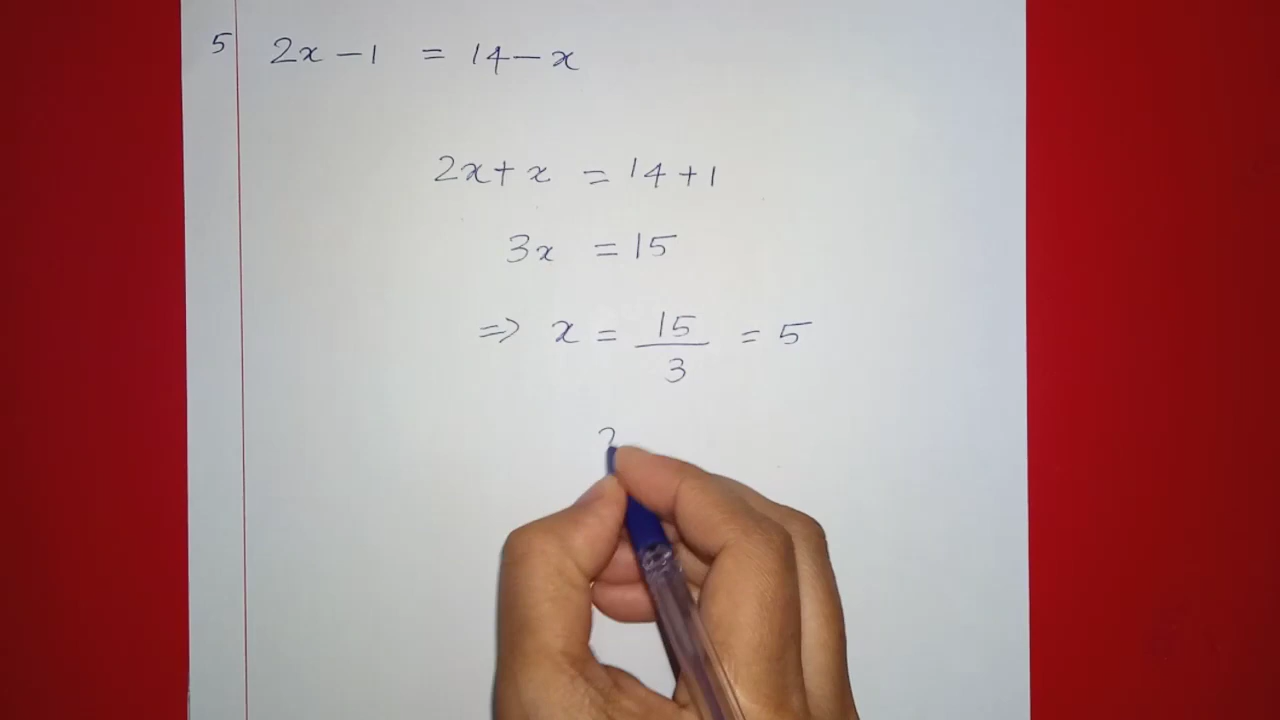 5 2x - 1 = 14 - x
2x + x = 14 + 1
3x = 15
⇒ x = 15/3 = 5